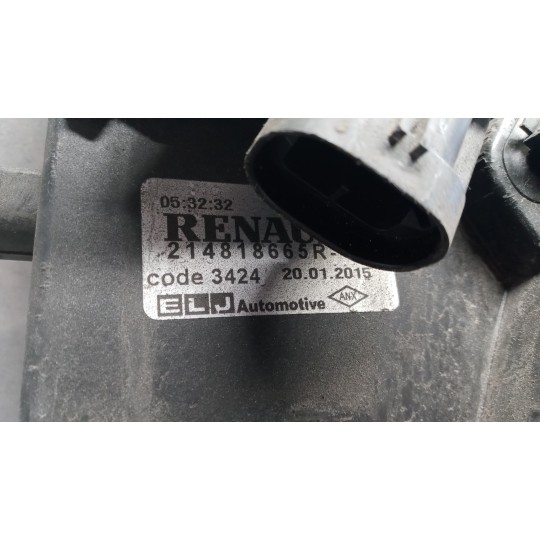 05:32:32
RENAU
214818665R-
code 3424 20.01.2015
ELJ Automotive ANX